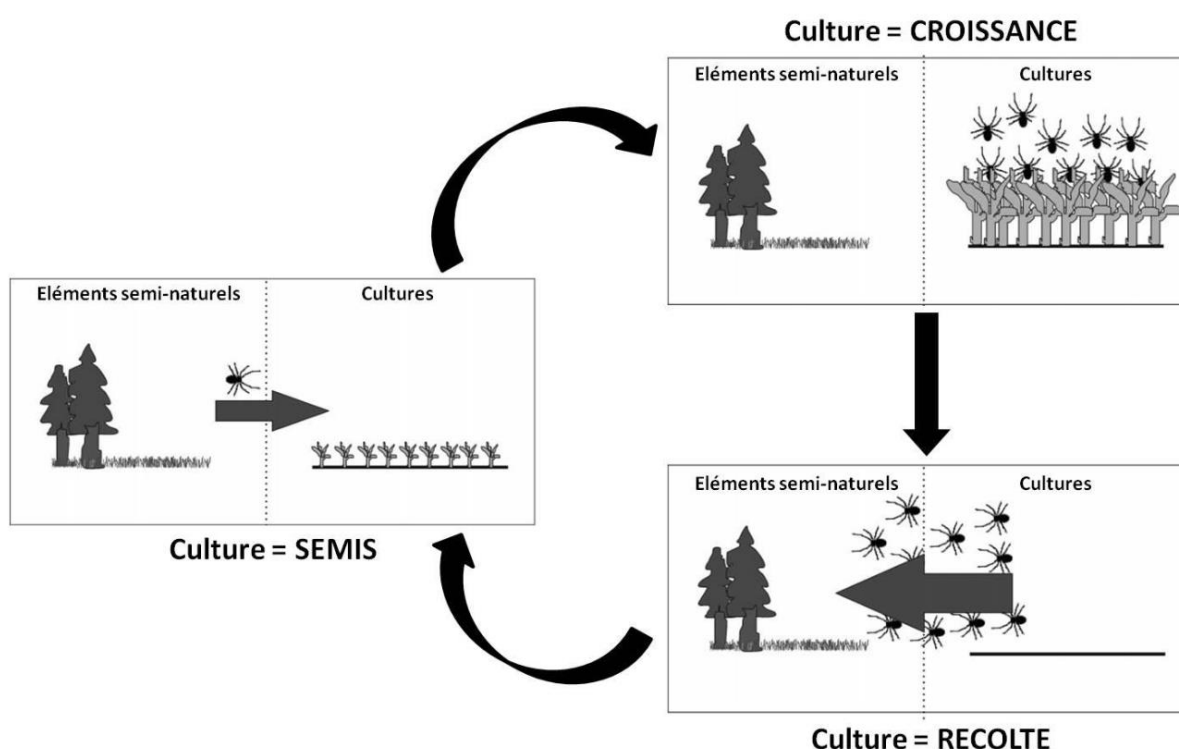 Culture = CROISSANCE
Eléments semi-naturels
Cultures
Eléments semi-naturels
Cultures
Culture = SEMIS
Eléments semi-naturels
Cultures
Culture = RECOLTE